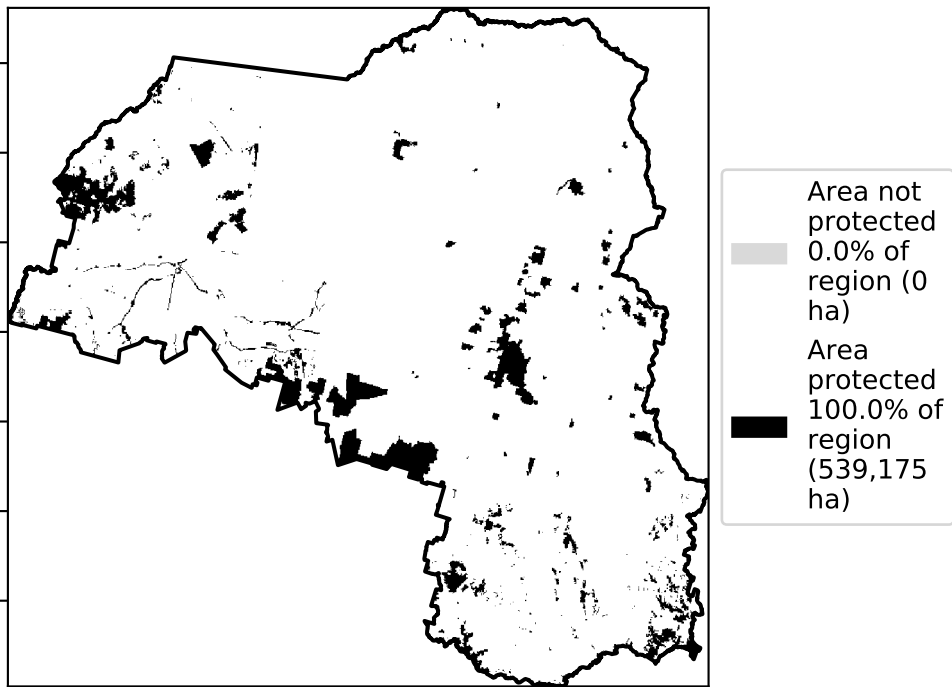 Area not
protected
0.0% of
region (0
ha)
Area
protected
100.0% of
region
(539,175
ha)